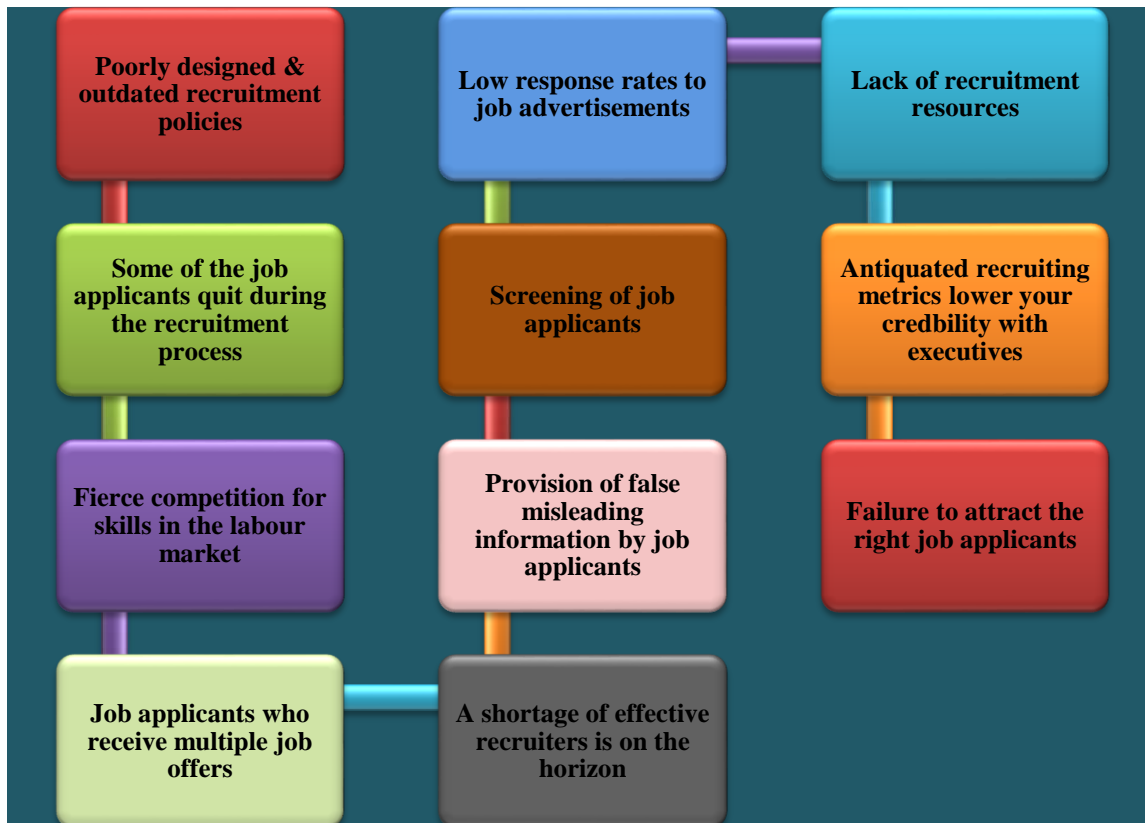 Poorly designed &
outdated recruitment
policies
Some of the job
applicants quit during
the recruitment
process
Fierce competition for
skills in the labour
market
Job applicants who
receive multiple job
offers
A shortage of effective
recruiters is on the
horizon
Provision of false
misleading
information by job
applicants
Screening of job
applicants
Low response rates to
job advertisements
Lack of recruitment
resources
Antiquated recruiting
metrics lower your
credbility with
executives
Failure to attract the
right job applicants